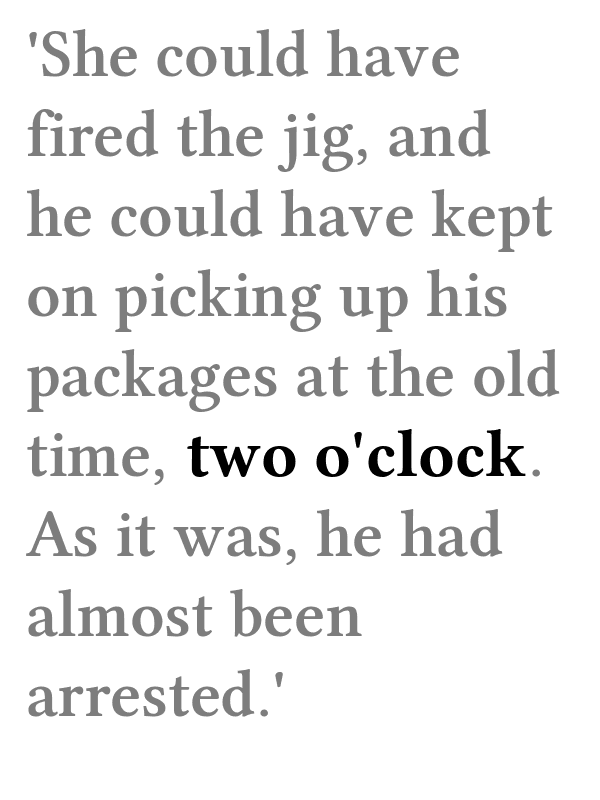 'She could have
fired the jig, and
he could have kept
on picking up his
packages at the old
time, two o'clock.
As it was, he had
almost been
arrested.'